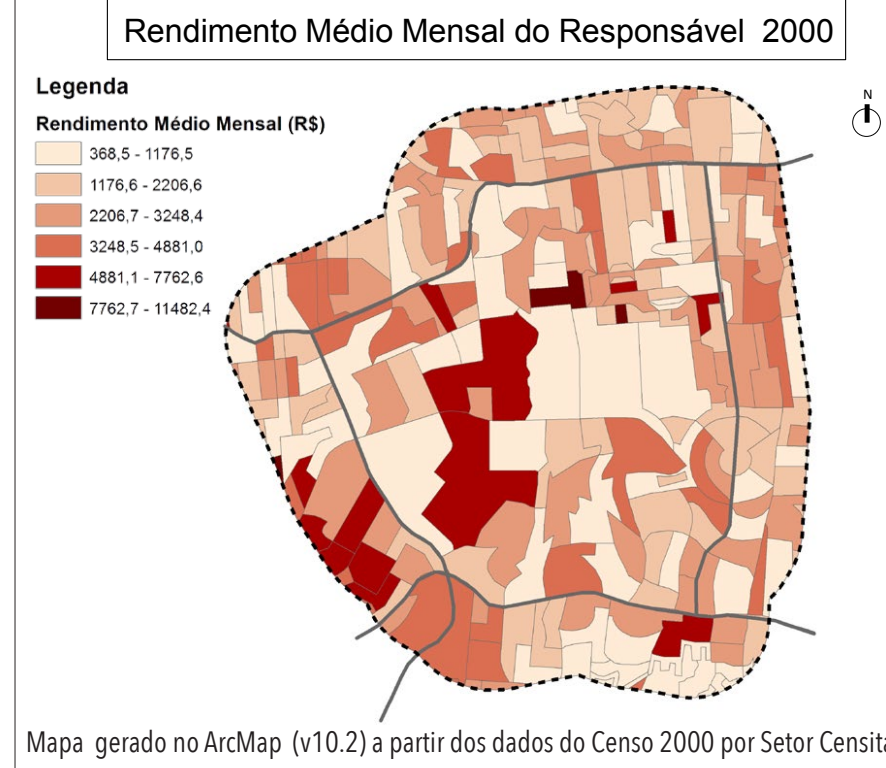 Rendimento Médio Mensal do Responsável 2000
Legenda
Rendimento Médio Mensal (R$)
368,5 - 1176,5
1176,6 - 2206,6
2206,7 - 3248,4
3248,5 - 4881,0
4881,1 - 7762,6
7762,7 - 11482,4
N
Mapa gerado no ArcMap (v10.2) a partir dos dados do Censo 2000 por Setor Censita